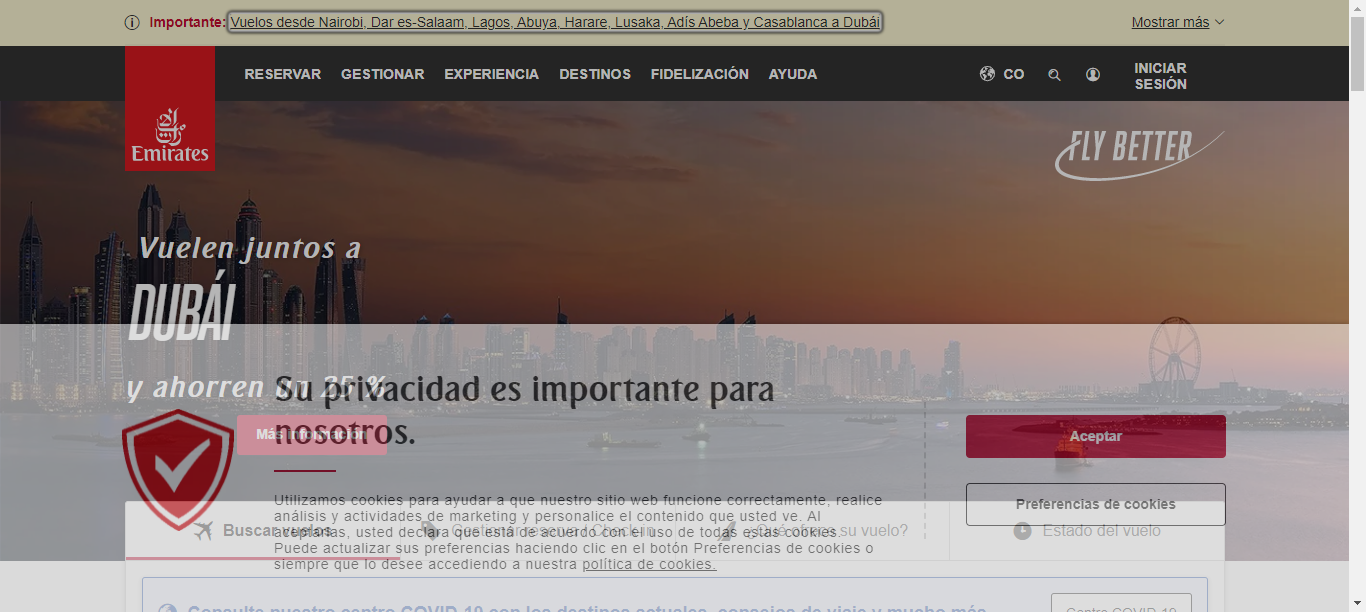 Importante: Vuelos desde Nairobi, Dar es-Salaam, Lagos, Abuya, Harare, Lusaka, Adís Abeba y Casablanca a Dubái
Mostrar más
RESERVAR GESTIONAR EXPERIENCIA DESTINOS FIDELIZACIÓN AYUDA
CO
INICIAR
SESIÓN
Emirates
FLY BETTER
Vuelen juntos a
DUBÁI
y ahorren un 25 %
Su privacidad es importante para
nosotros.
Más información
Aceptar
Preferencias de cookies
Utilizamos cookies para ayudar a que nuestro sitio web funcione correctamente, realice
análisis y actividades de marketing y personalice el contenido que usted ve. Al
aceptarlas, usted declara que está de acuerdo con el uso de todas estas cookies.
Puede actualizar sus preferencias haciendo clic en el botón Preferencias de cookies o
siempre que lo desee accediendo a nuestra política de cookies.
Buscar vuelos
Gestionar reserva / Check-in
¿Qué ofrece su vuelo?
Estado del vuelo
Consulte nuestro centro COVID-19 con los destinos actuales, consejos de viaje y mucho más
Centro COVID-19